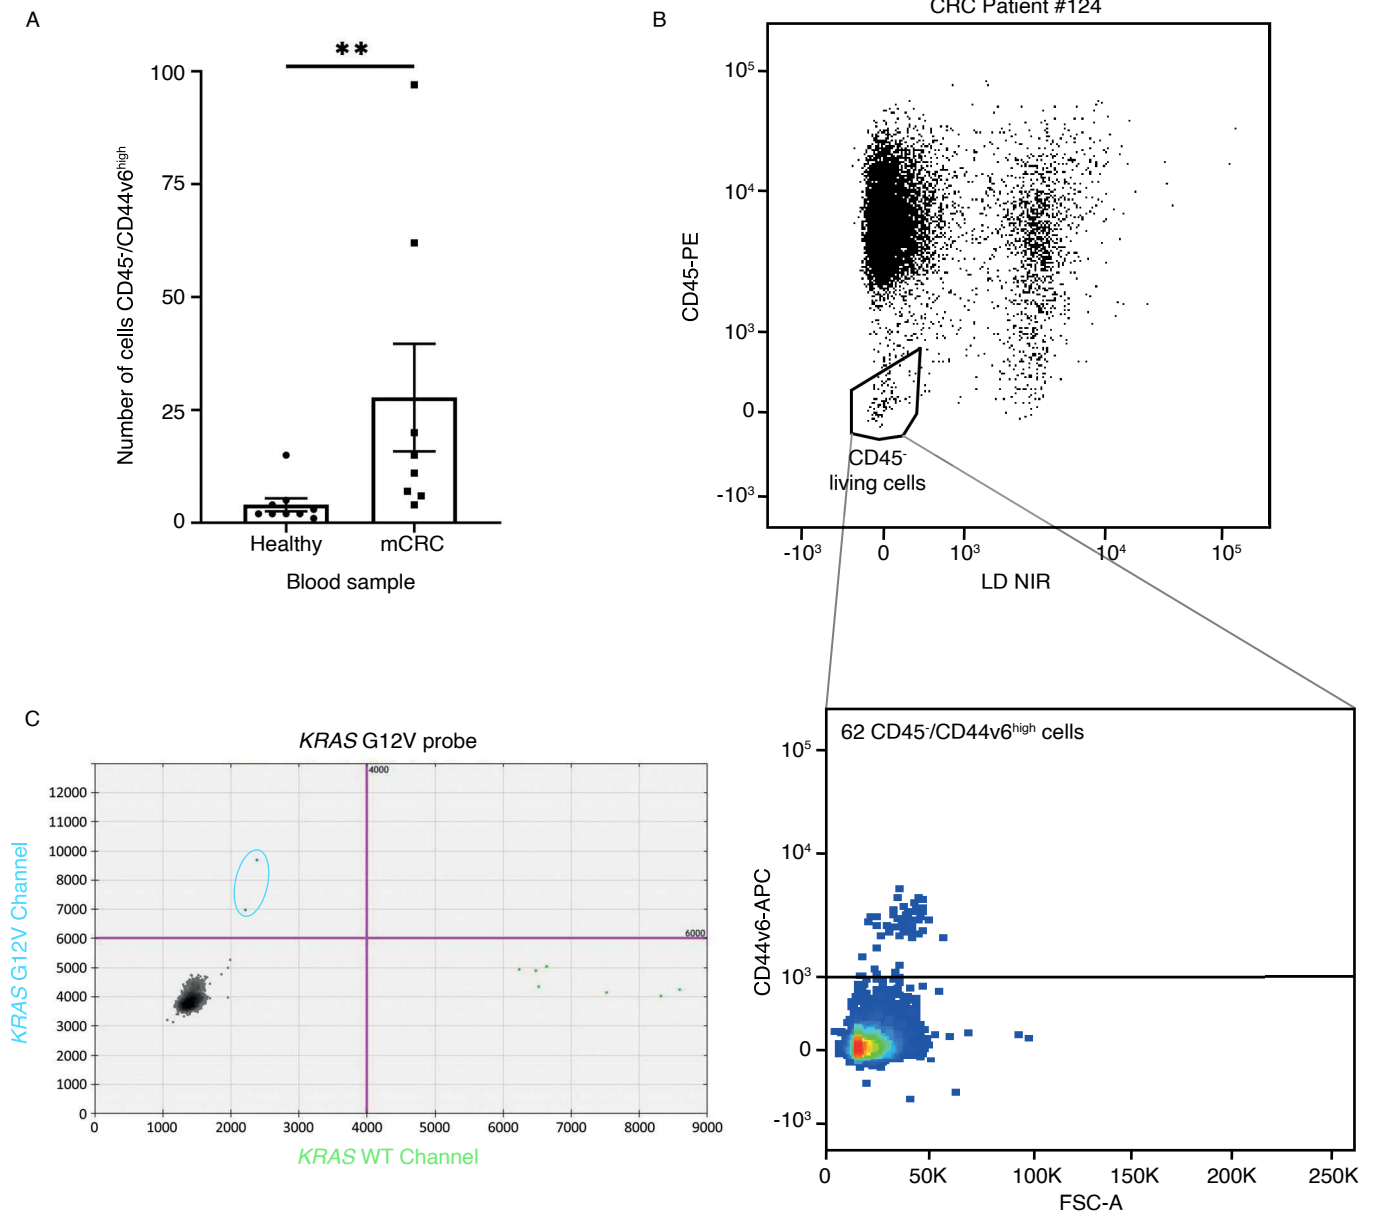 A
**
Number of cells CD45-/CD44v6high
100
75
50
25
0
Healthy
mCRC
Blood sample
B
CRC Patient #124
CD45-PE
10⁵
10⁴
10³
0
-10³
CD45-
living cells
-10³
0
10³
10⁴
10⁵
LD NIR
62 CD45-/CD44v6high cells
CD44v6-APC
10⁵
10⁴
10³
0
-10³
0
50K
100K
150K
200K
250K
FSC-A
C
KRAS G12V probe
KRAS G12V Channel
12000
11000
10000
8000
7000
6000
5000
4000
3000
2000
1000
0
4000
6000
0
1000
2000
3000
4000
5000
6000
7000
8000
9000
KRAS WT Channel